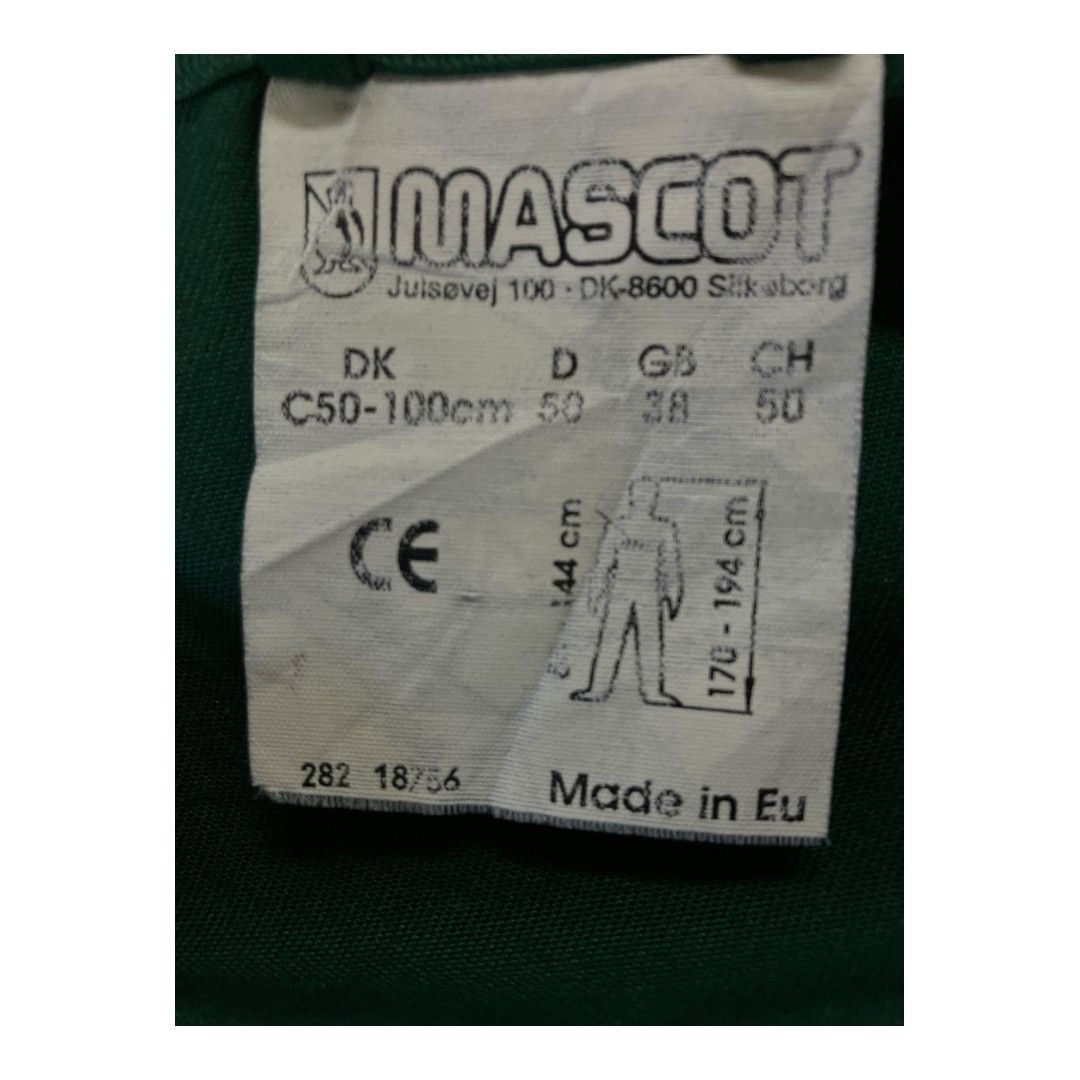 MASCOT
Julsøvej 100 · DK-8600 Silkeborg
DK D GB CH
C50-100cm 50 38 50
CE
144 cm
170 - 194 cm
282 18756
Made in Eu